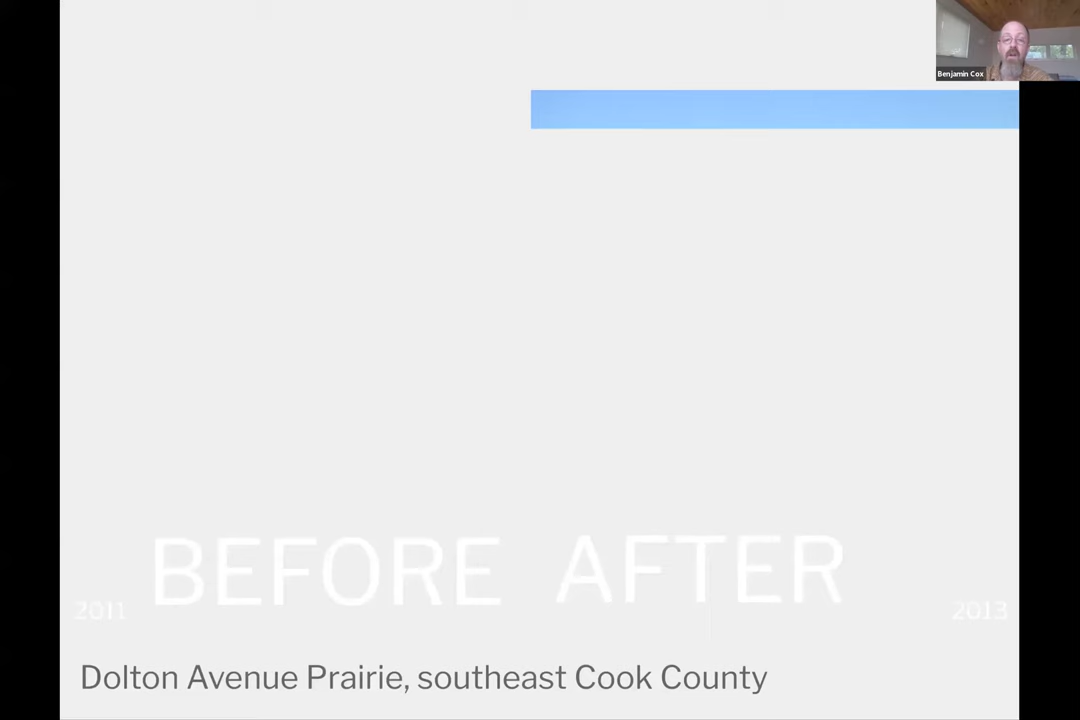 Benjamin Cox
BEFORE AFTER
2011 2013
Dolton Avenue Prairie, southeast Cook County